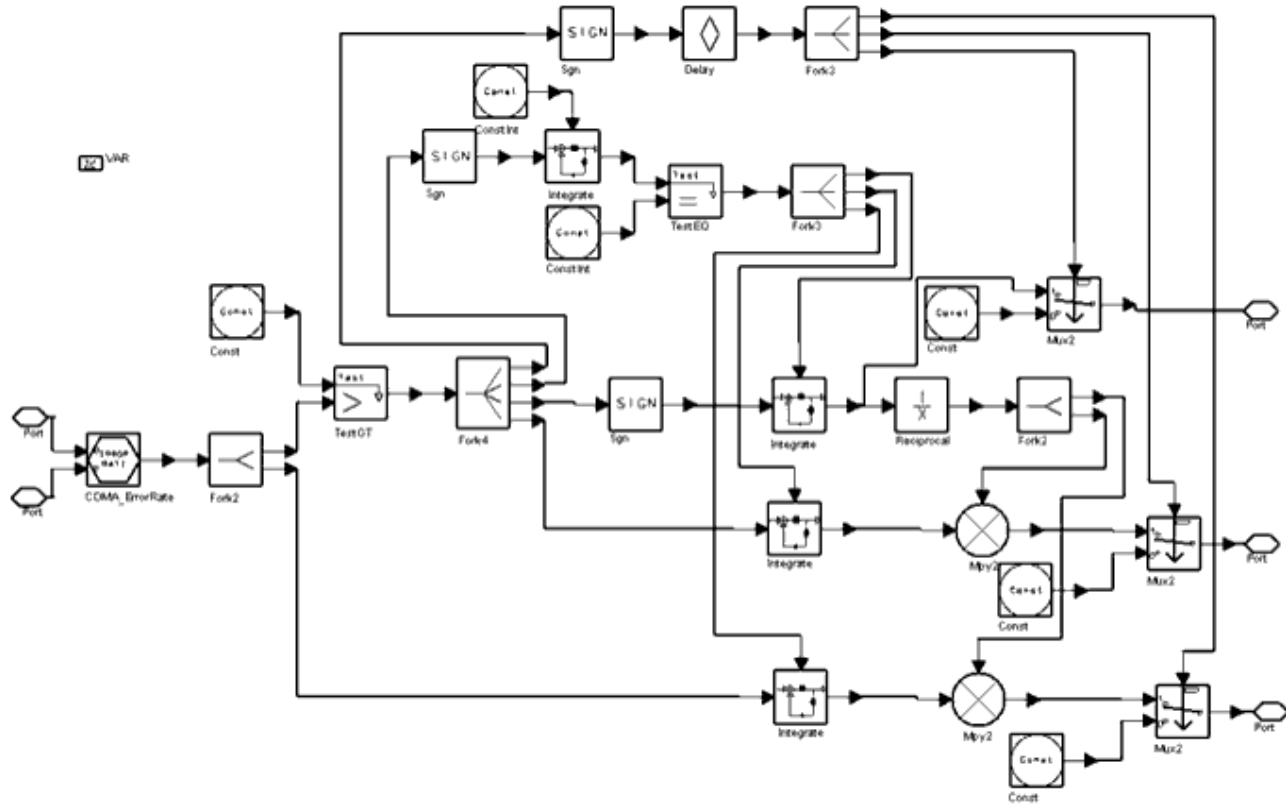 SIGN
Sgn
Delay
Fork3
Const
ConstInt
VAR
SIGN
Sgn
Integrate
Test
TestEQ
Fork3
Const
ConstInt
Const
Const
Const
Const
Mux2
Port
Test
TestGT
Fork4
SIGN
Sgn
Integrate
1
X
Reciprocal
Fork2
Port
Port
CDMA_ErrorRate
Fork2
Integrate
Mpy2
Const
Const
Mux2
Port
Integrate
Mpy2
Const
Const
Mux2
Port